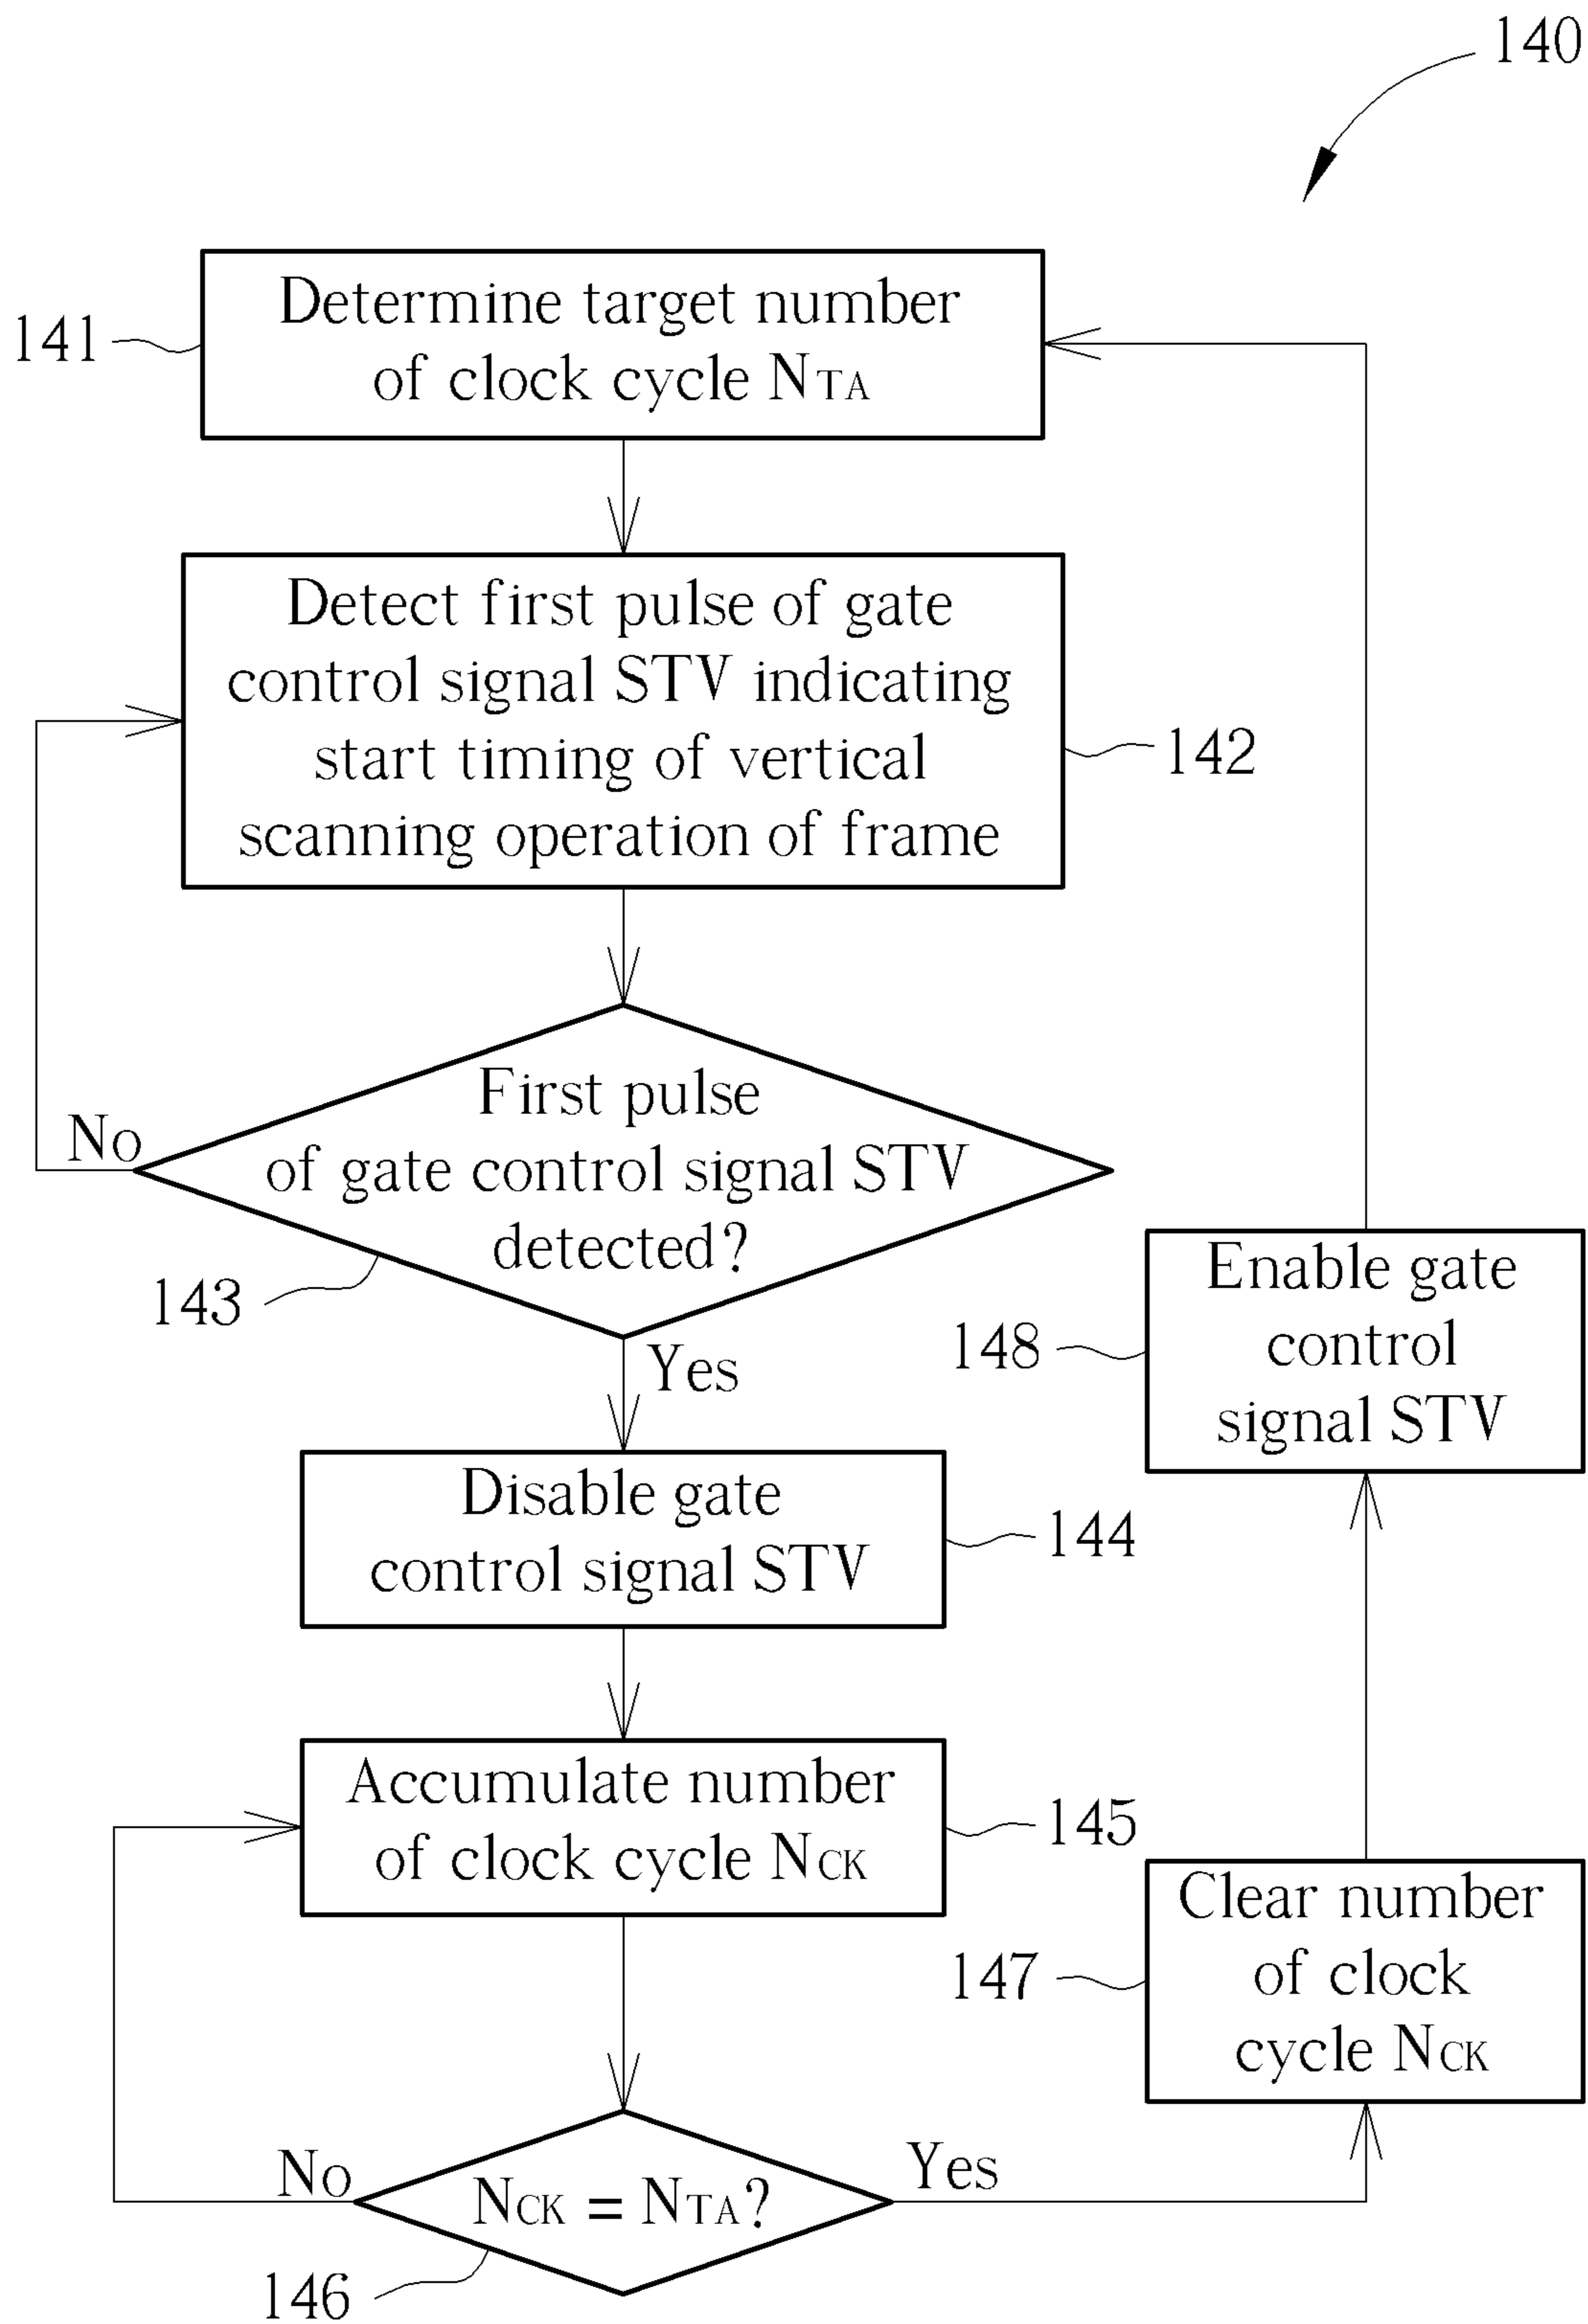 140
Determine target number
of clock cycle NTA
141
Detect first pulse of gate
control signal STV indicating
start timing of vertical
scanning operation of frame
142
First pulse
of gate control signal STV
detected?
No
143
Yes
Disable gate
control signal STV
144
Accumulate number
of clock cycle NCK
145
NCK = NTA?
No
Yes
146
Clear number
of clock
cycle NCK
147
Enable gate
control
signal STV
148